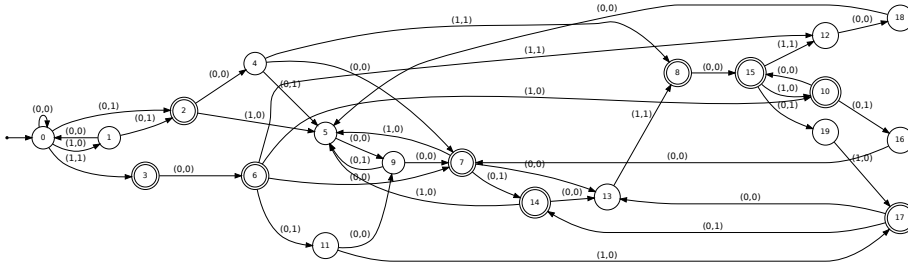 (0,0) 18
(1,1)
12 (0,0)
(1,1) (1,1)
4 (0,0)
(0,0) 8 (0,0) 15
(0,1) (0,0)
(1,0) (1,0) 10
(0,0) (0,1) 2 (0,1) (0,1)
(0,1) (1,0)
0 (0,0) 1 5 (1,0) (1,1) 19 16
(1,0) (0,0)
(1,1) (0,1) 9 (0,0) 7 (0,0) (0,0) (1,0)
3 (0,0) 6 (0,0) (0,1)
(1,0) 14 (0,0) 13 (0,0)
(0,1) (0,1) 17
(0,0)
11 (1,0)